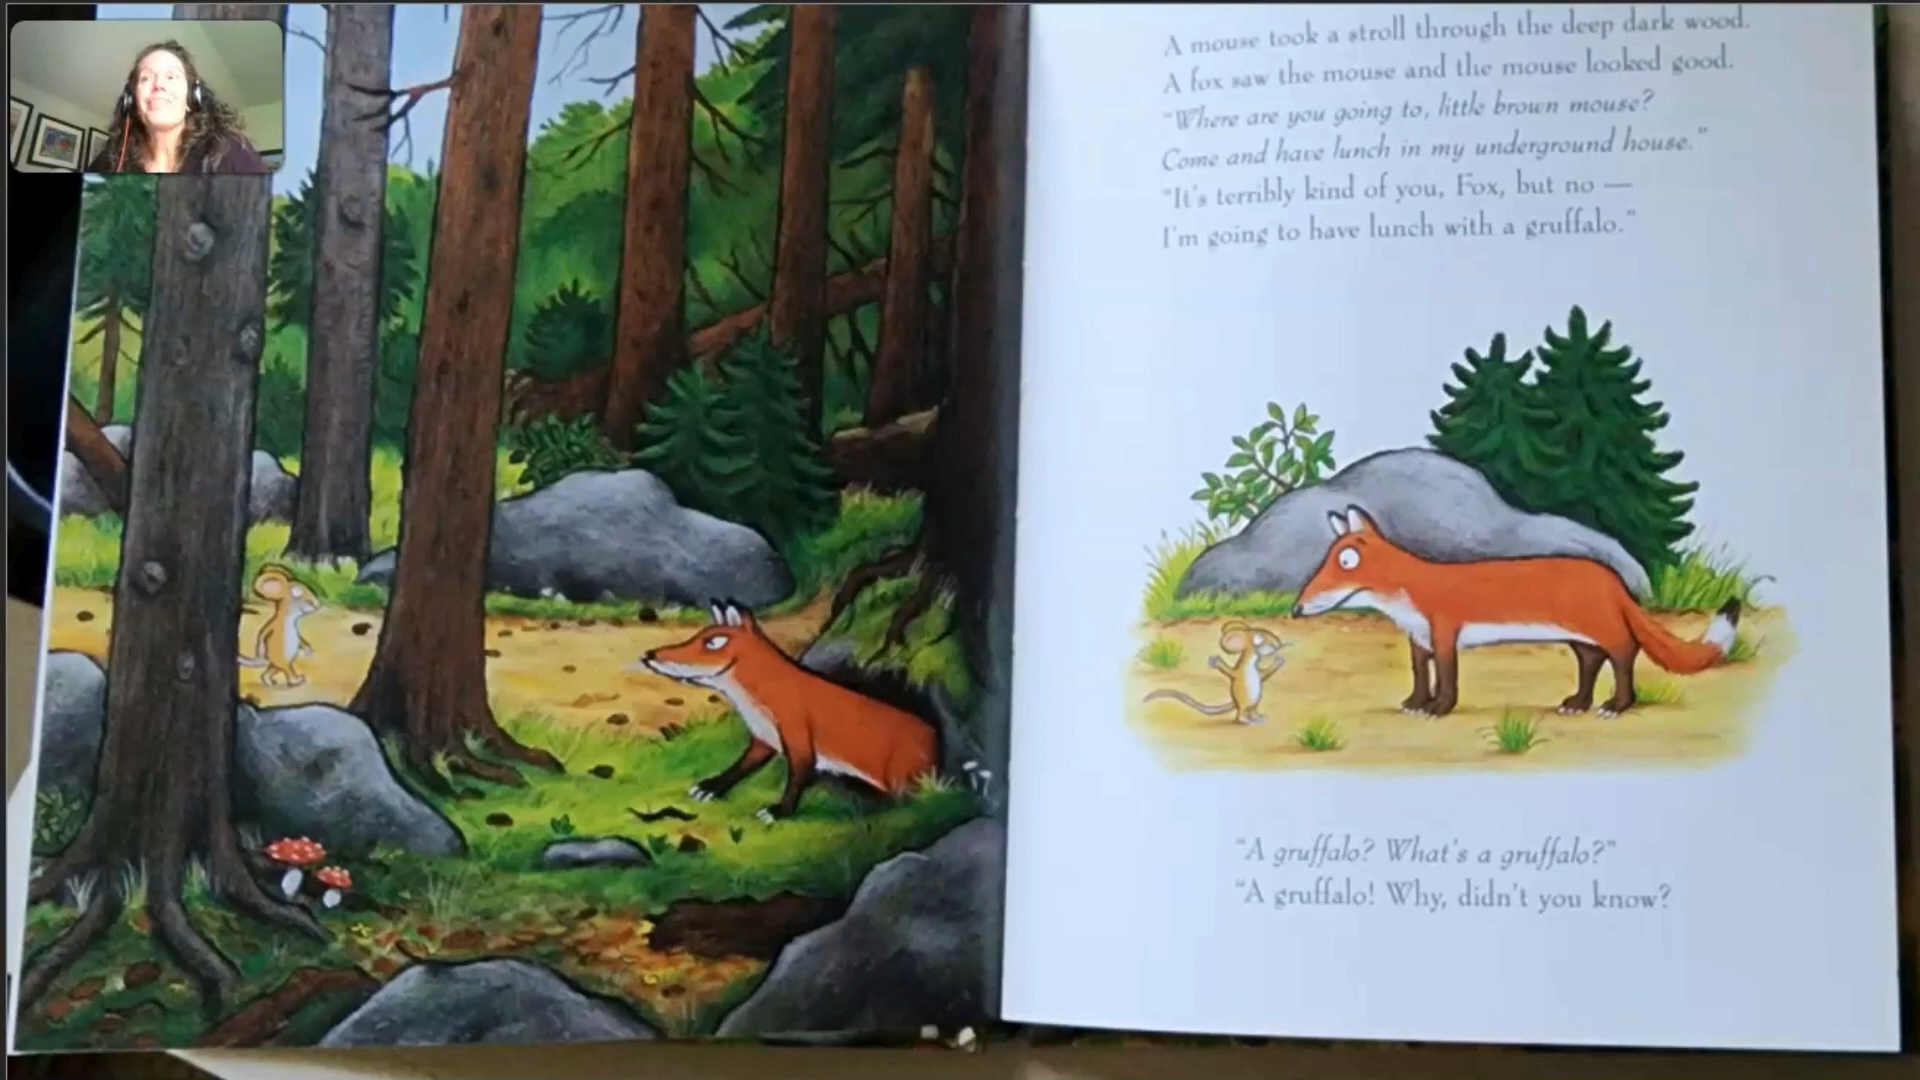 A mouse took a stroll through the deep dark wood.
A fox saw the mouse and the mouse looked good.
"Where are you going to, little brown mouse?
Come and have lunch in my underground house."
"It's terribly kind of you, Fox, but no —
I'm going to have lunch with a gruffalo."
"A gruffalo? What's a gruffalo?"
"A gruffalo! Why, didn't you know?